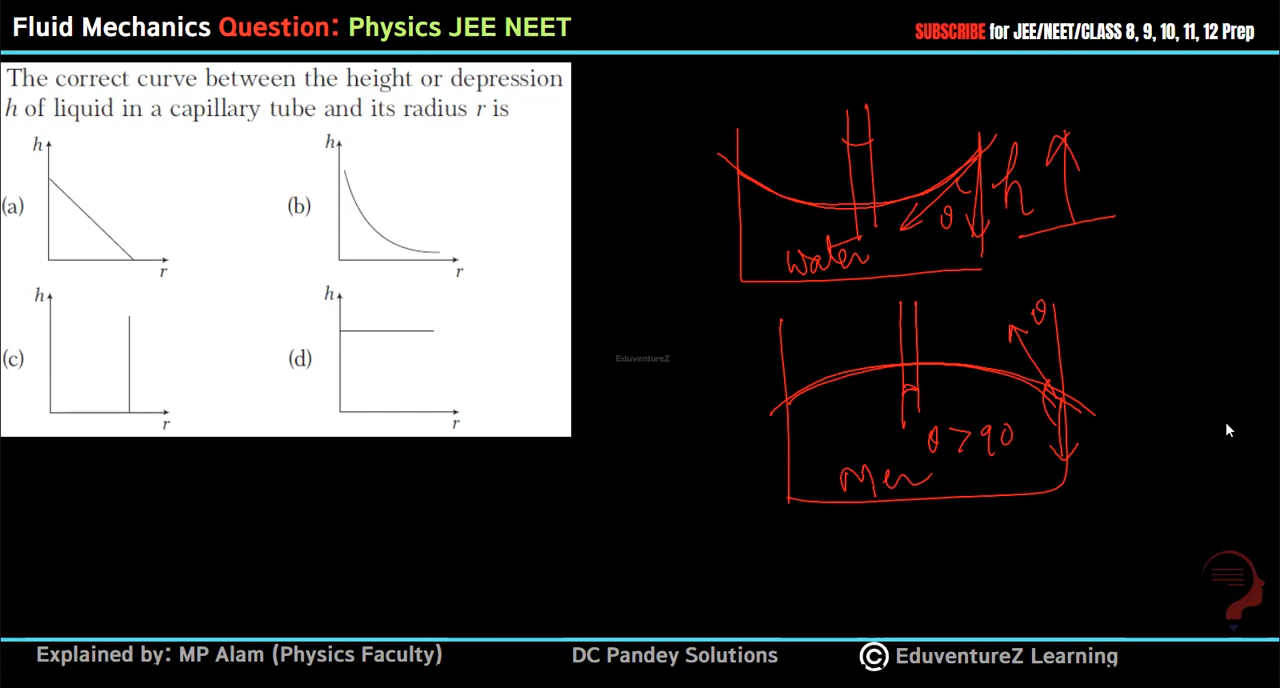 Fluid Mechanics Question: Physics JEE NEET
SUBSCRIBE for JEE/NEET/CLASS 8, 9, 10, 11, 12 Prep
The correct curve between the height or depression
h of liquid in a capillary tube and its radius r is
(a)
h
r
(b)
h
r
(c)
h
r
(d)
h
r
h
θ
water
EduventureZ
θ
θ > 90
Mer
Explained by: MP Alam (Physics Faculty)
DC Pandey Solutions
© EduventureZ Learning